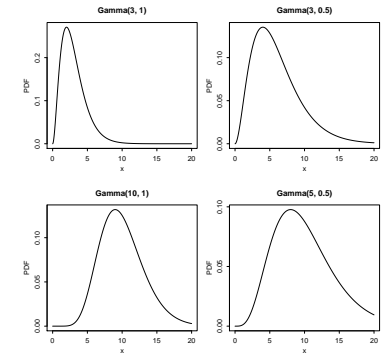 Gamma(3, 1)
PDF
0.0 0.1 0.2
0 5 10 15 20
x
Gamma(3, 0.5)
PDF
0.00 0.05 0.10
0 5 10 15 20
x
Gamma(10, 1)
PDF
0.00 0.05 0.10
0 5 10 15 20
x
Gamma(5, 0.5)
PDF
0.00 0.05 0.10
0 5 10 15 20
x